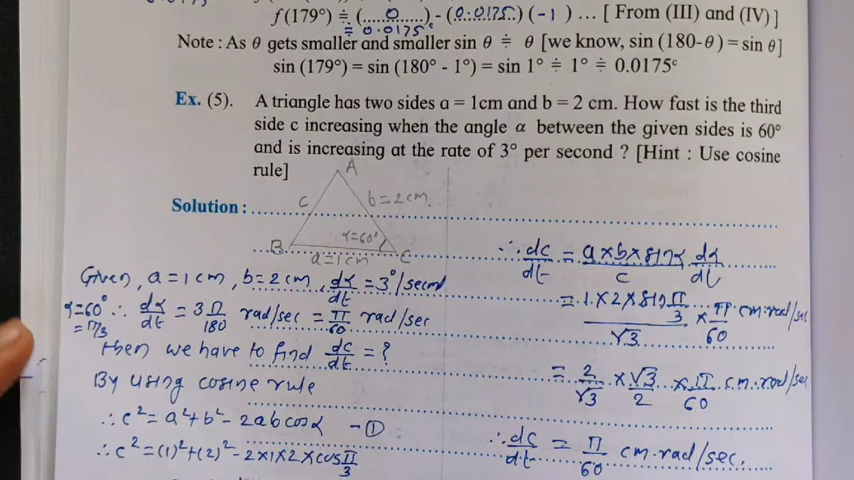 f(179°) ≑ (......0......) - (0.0175..) (-1 ) ... [ From (III) and (IV)]
≑ 0.0175ᶜ
Note : As θ gets smaller and smaller sin θ ≑ θ [we know, sin (180-θ) = sin θ]
sin (179°) = sin (180° - 1°) = sin 1° ≑ 1° ≑ 0.0175ᶜ
Ex. (5). A triangle has two sides a = 1cm and b = 2 cm. How fast is the third
side c increasing when the angle α between the given sides is 60°
and is increasing at the rate of 3° per second ? [Hint : Use cosine
rule]
A
C
b=2cm.
Solution :
α=60°
B
C
a=1cm
Given, a=1cm, b=2cm, dα/dt = 3°/second
α=60° ∴ dα/dt = 3 π/180 rad/sec = π/60 rad/sec
= π/3
then we have to find dc/dt = ?
By using cosine rule
∴ c² = a²+b² - 2ab cosα - ①
∴ c² = (1)²+(2)² - 2×1×2×cos π/3
∴ dc/dt = a×b×sinα/c dα/dt
= 1×2×sin π/3 / √3 × π/60 cm·rad/sec
= 2/√3 × √3/2 × π/60 cm·rad/sec
∴ dc/dt = π/60 cm·rad/sec.